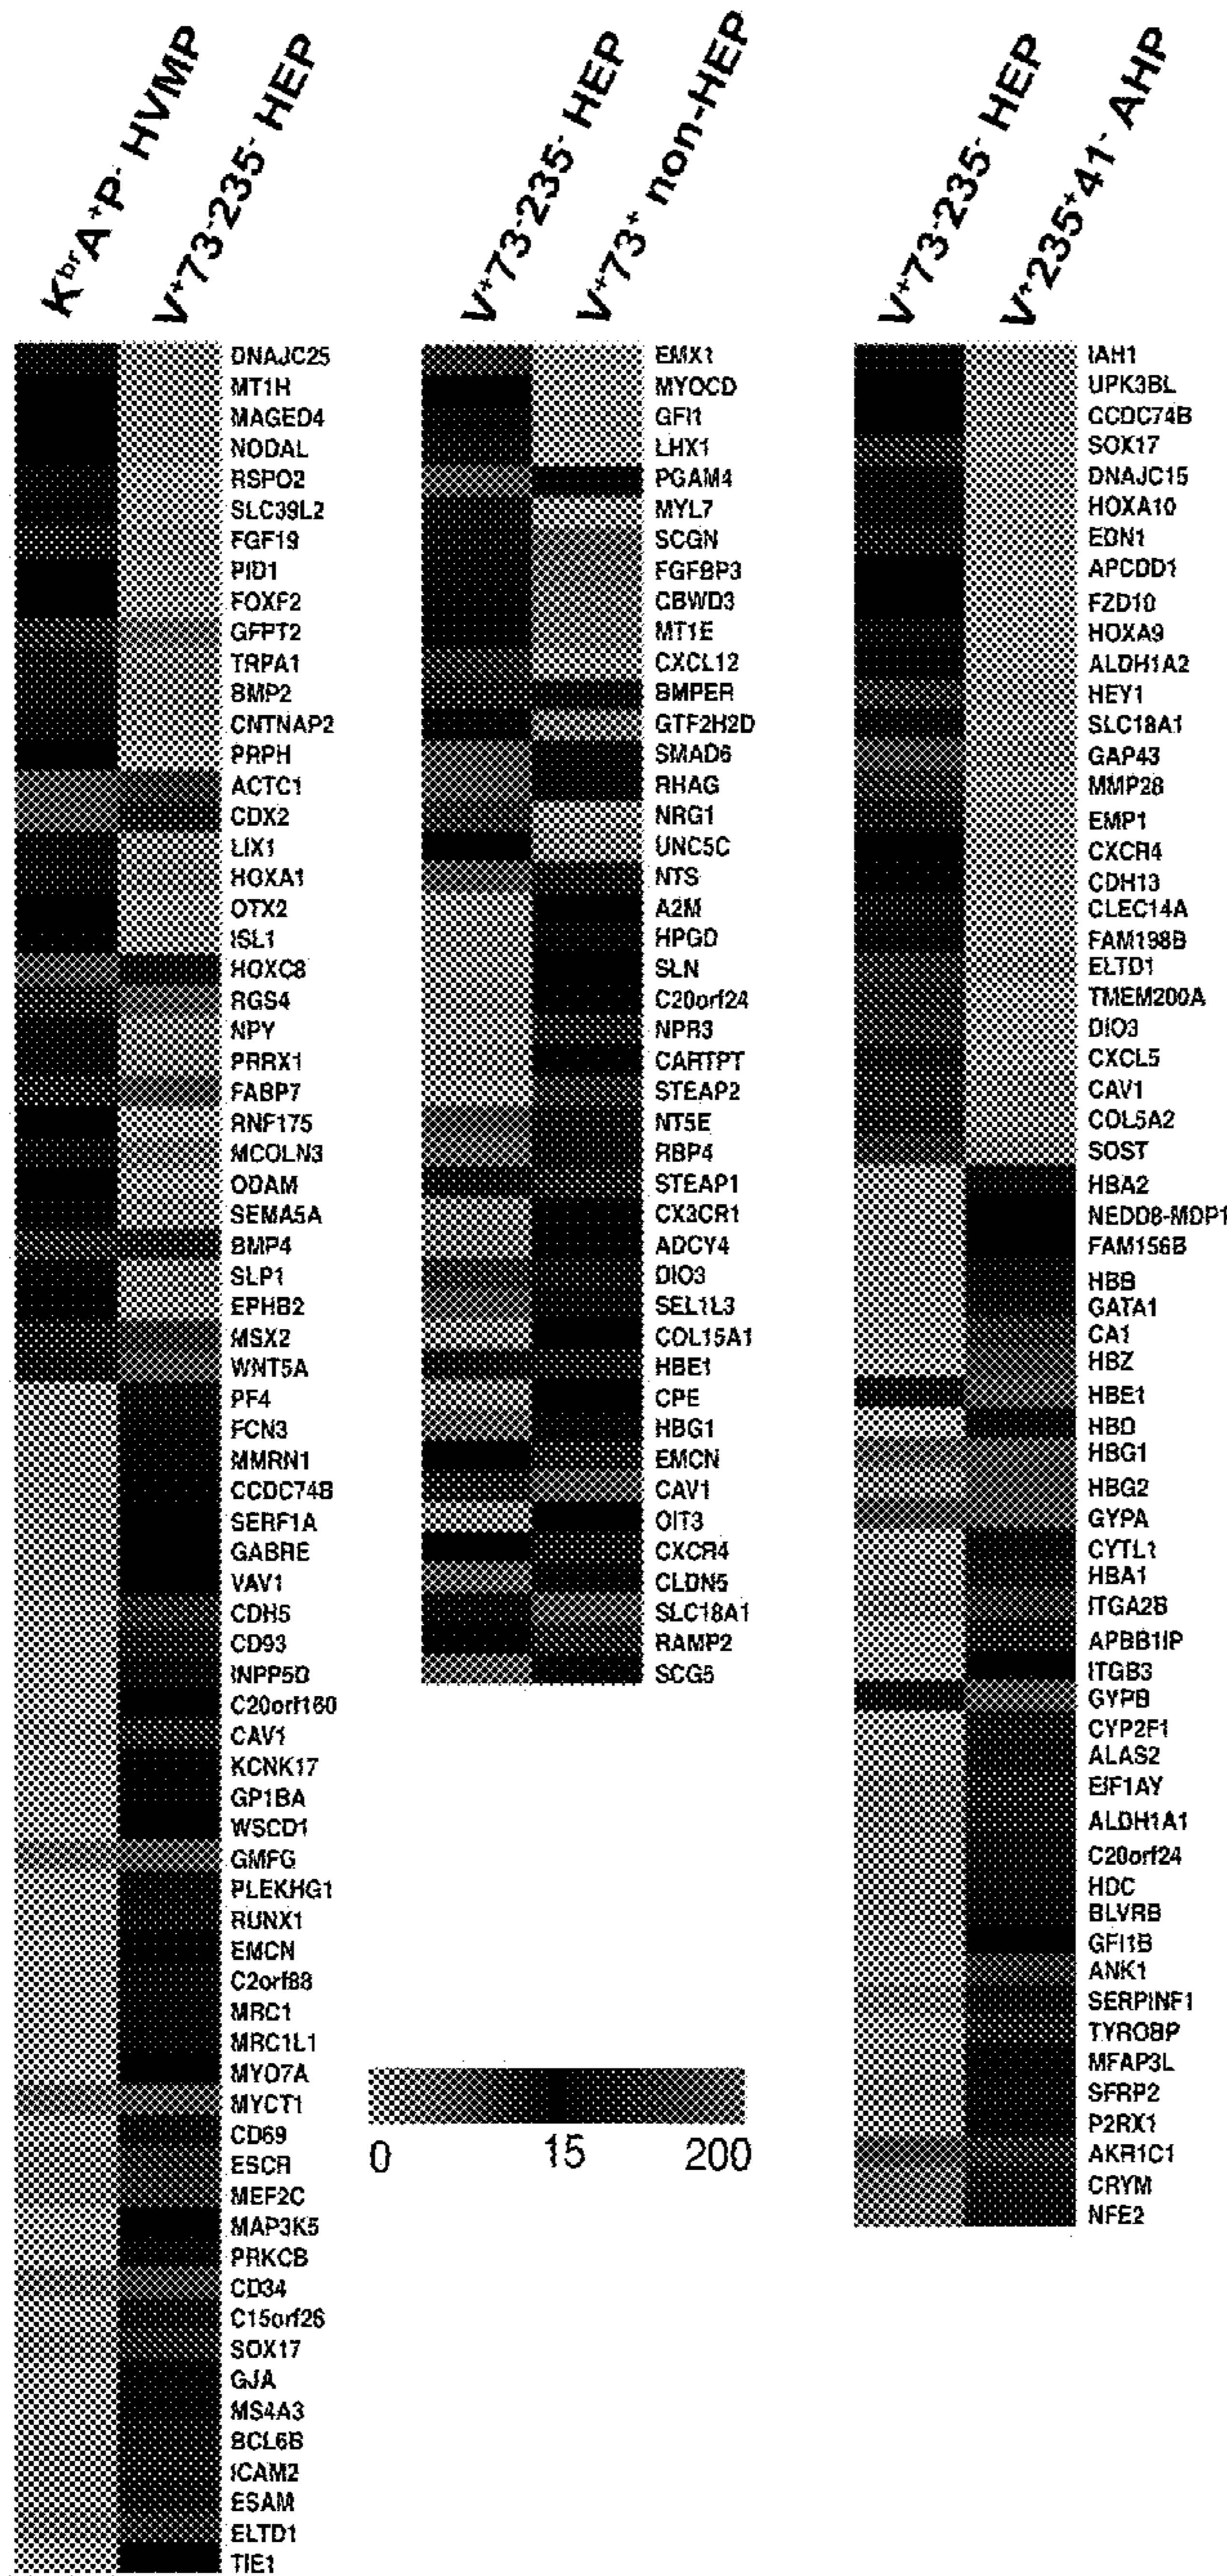 KbrA+P- HVMP
V+73-235- HEP
DNAJC25
MT1H
MAGED4
NODAL
RSPO2
SLC39L2
FGF19
PID1
FOXF2
GFPT2
TRPA1
BMP2
CNTNAP2
PRPH
ACTC1
CDX2
LIX1
HOXA1
OTX2
ISL1
HOXC8
RGS4
NPY
PRRX1
FABP7
RNF175
MCOLN3
ODAM
SEMA5A
BMP4
SLP1
EPHB2
MSX2
WNT5A
PF4
FCN3
MMRN1
CCDC74B
SERF1A
GABRE
VAV1
CDH5
CD93
INPP5D
C20orf160
CAV1
KCNK17
GP1BA
WSCD1
GMFG
PLEKHG1
RUNX1
EMCN
C2orf88
MRC1
MRC1L1
MYO7A
MYCT1
CD69
ESCR
MEF2C
MAP3K5
PRKCB
CD34
C15orf26
SOX17
GJA
MS4A3
BCL6B
ICAM2
ESAM
ELTD1
TIE1
V+73-235- HEP
V+73+ non-HEP
EMX1
MYOCD
GFI1
LHX1
PGAM4
MYL7
SCGN
FGFBP3
CBWD3
MT1E
CXCL12
BMPER
GTF2H2D
SMAD6
RHAG
NRG1
UNC5C
NTS
A2M
HPGD
SLN
C20orf24
NPR3
CARTPT
STEAP2
NT5E
RBP4
STEAP1
CX3CR1
ADCY4
DIO3
SEL1L3
COL15A1
HBE1
CPE
HBG1
EMCN
CAV1
OIT3
CXCR4
CLDN5
SLC18A1
RAMP2
SCG5
0 15 200
V+73-235- HEP
V+235+41- AHP
IAH1
UPK3BL
CCDC74B
SOX17
DNAJC15
HOXA10
EDN1
APCDD1
FZD10
HOXA9
ALDH1A2
HEY1
SLC18A1
GAP43
MMP28
EMP1
CXCR4
CDH13
CLEC14A
FAM198B
ELTD1
TMEM200A
DIO3
CXCL5
CAV1
COL5A2
SOST
HBA2
NEDD8-MDP1
FAM156B
HBB
GATA1
CA1
HBZ
HBE1
HBD
HBG1
HBG2
GYPA
CYTL1
HBA1
ITGA2B
APBB1IP
ITGB3
GYPB
CYP2F1
ALAS2
EIF1AY
ALDH1A1
C20orf24
HDC
BLVRB
GFI1B
ANK1
SERPINF1
TYROBP
MFAP3L
SFRP2
P2RX1
AKR1C1
CRYM
NFE2